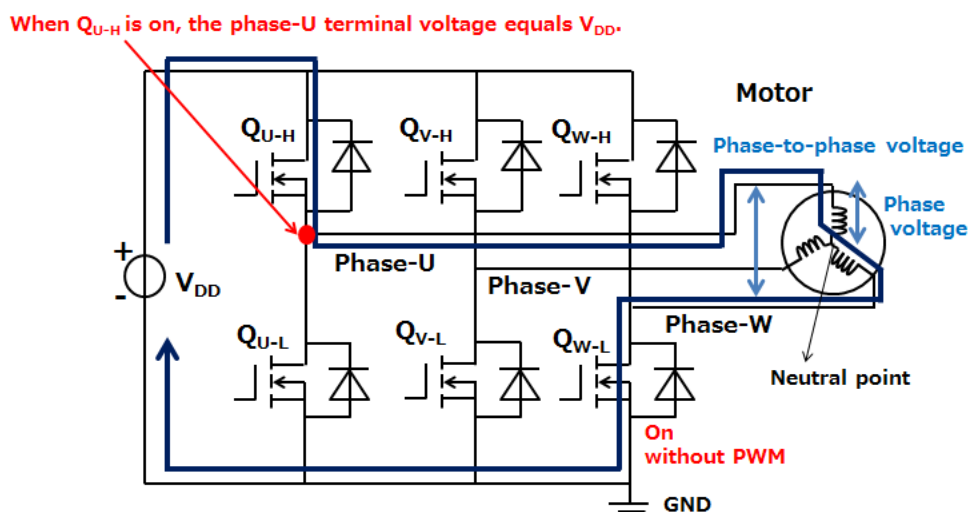 When QU-H is on, the phase-U terminal voltage equals VDD.
Motor
QU-H
QV-H
QW-H
Phase-to-phase voltage
Phase
voltage
+
-
VDD
Phase-U
Phase-V
Phase-W
QU-L
QV-L
QW-L
Neutral point
On
without PWM
GND